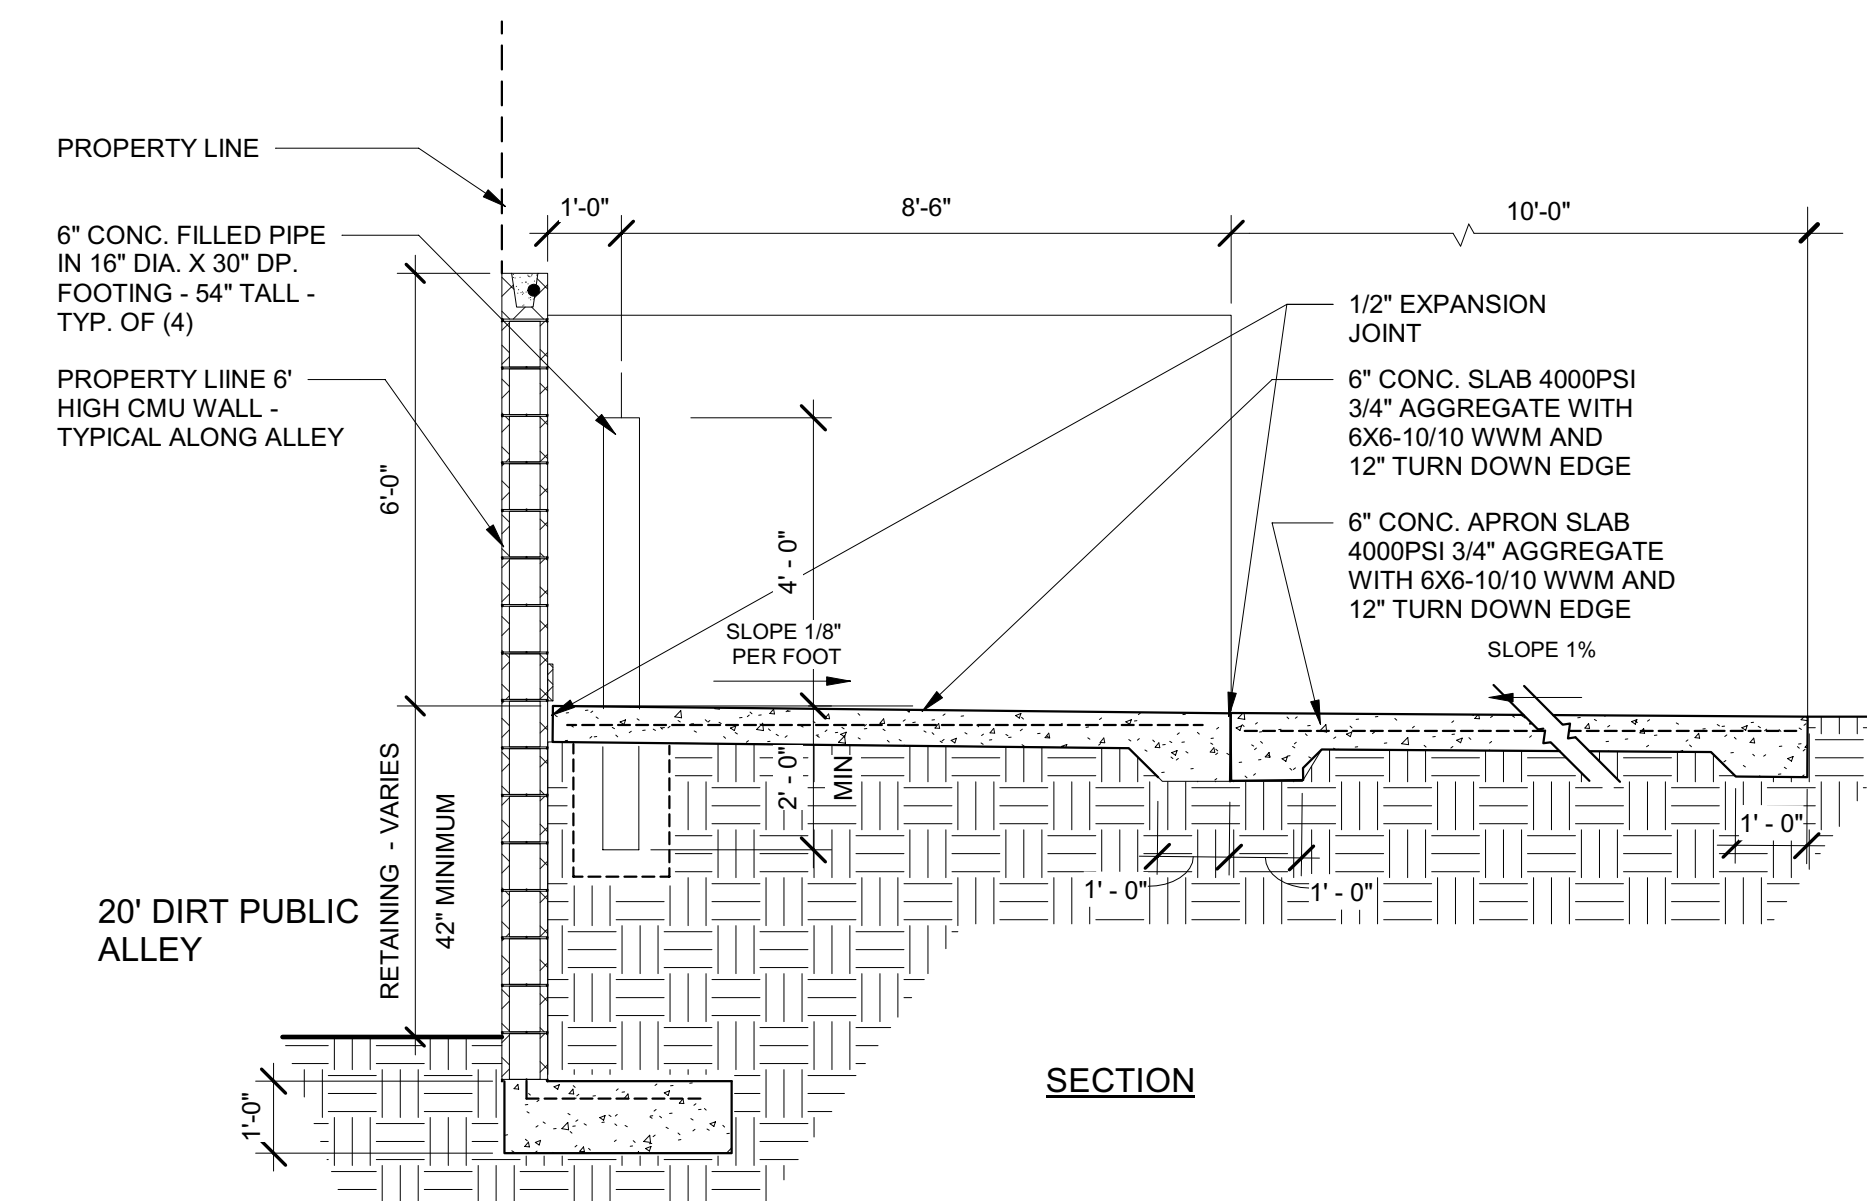 PROPERTY LINE
6" CONC. FILLED PIPE
IN 16" DIA. X 30" DP.
FOOTING - 54" TALL -
TYP. OF (4)
PROPERTY LIINE 6'
HIGH CMU WALL -
TYPICAL ALONG ALLEY
1'-0"
8'-6"
10'-0"
1/2" EXPANSION
JOINT
6" CONC. SLAB 4000PSI
3/4" AGGREGATE WITH
6X6-10/10 WWM AND
12" TURN DOWN EDGE
6" CONC. APRON SLAB
4000PSI 3/4" AGGREGATE
WITH 6X6-10/10 WWM AND
12" TURN DOWN EDGE
SLOPE 1%
6'-0"
4' - 0"
SLOPE 1/8"
PER FOOT
2' - 0"
MIN
RETAINING - VARIES
42" MINIMUM
1' - 0"
1' - 0"
1' - 0"
20' DIRT PUBLIC
ALLEY
1'-0"
SECTION